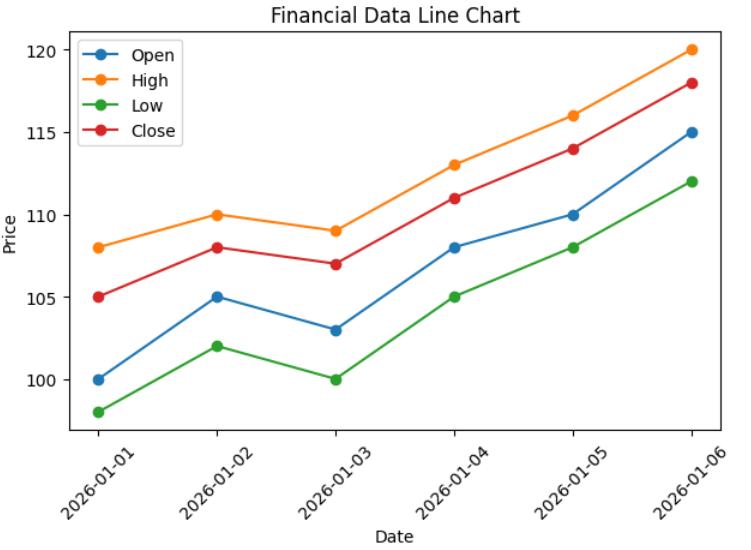 Financial Data Line Chart
Open
High
Low
Close
120
115
110
105
100
Price
2026-01-01
2026-01-02
2026-01-03
2026-01-04
2026-01-05
2026-01-06
Date